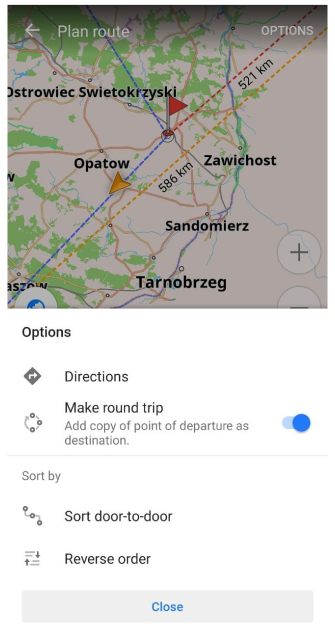 Plan route
OPTIONS
521 km
Ostrowiec Swietokrzyski
Opatow
Zawichost
w
586 km
Sandomierz
Tarnobrzeg
aszow
Options
Directions
Make round trip
Add copy of point of departure as
destination.
Sort by
Sort door-to-door
Reverse order
Close